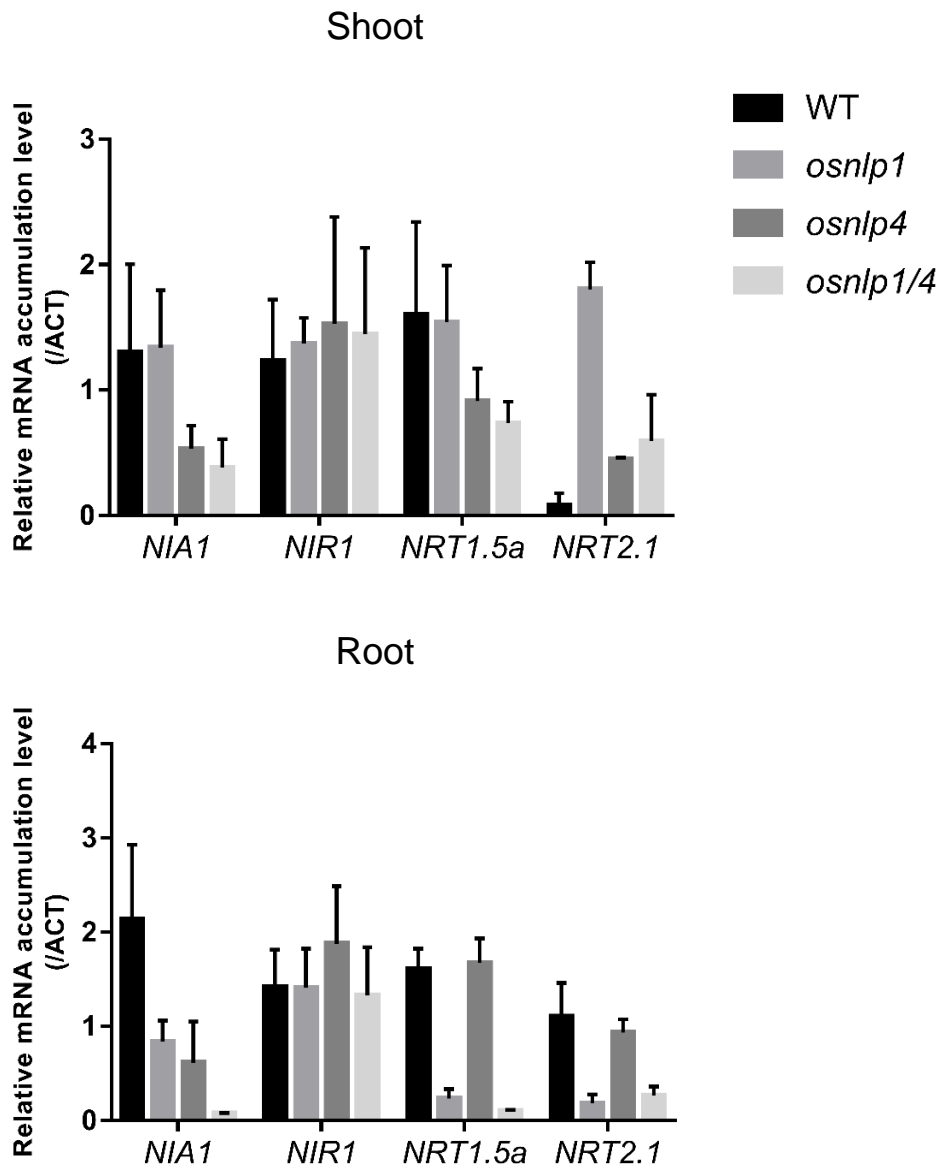 Shoot
Relative mRNA accumulation level
(/ACT)
3
2
1
0
NIA1 NIR1 NRT1.5a NRT2.1
WT
osnlp1
osnlp4
osnlp1/4
Root
Relative mRNA accumulation level
(/ACT)
4
3
2
1
0
NIA1 NIR1 NRT1.5a NRT2.1